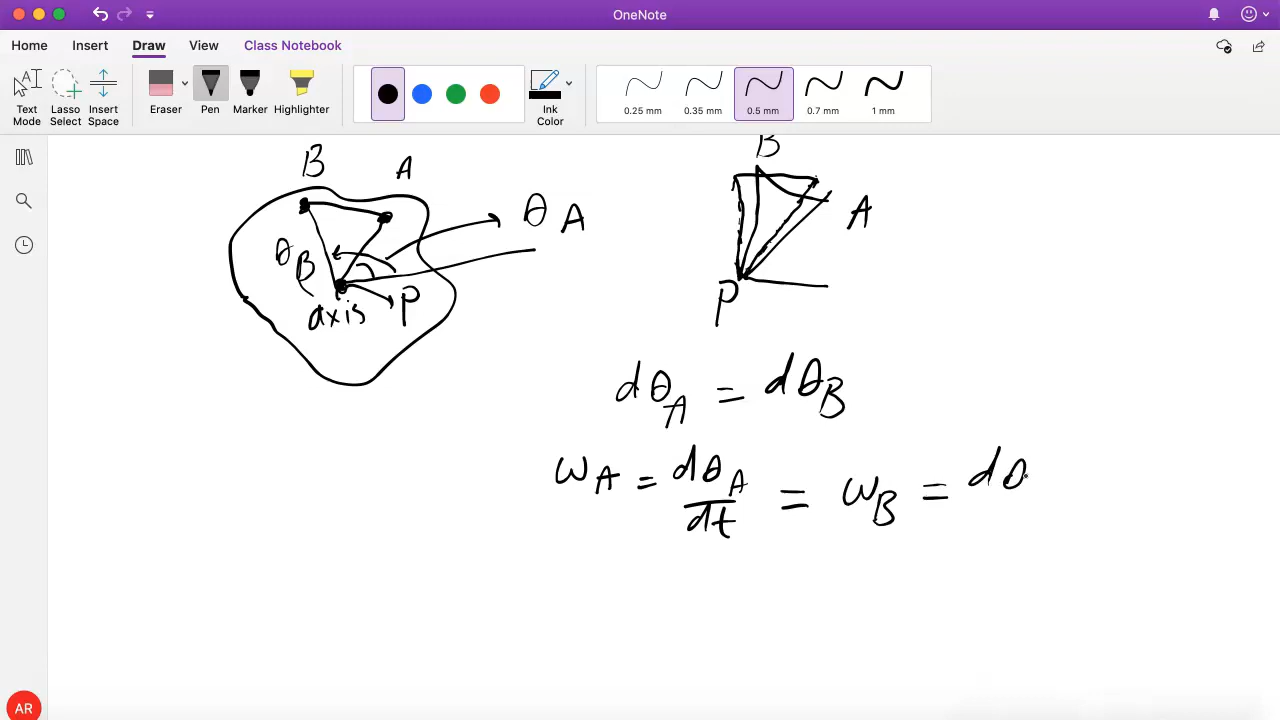 OneNote
Home Insert Draw View Class Notebook
Text Mode
Lasso Select
Insert Space
Eraser
Pen
Marker
Highlighter
Ink Color
0.25 mm
0.35 mm
0.5 mm
0.7 mm
1 mm
B A
θA
θB
axis P
B
A
P
dθA = dθB
ωA = dθA/dt = ωB = dθ
AR